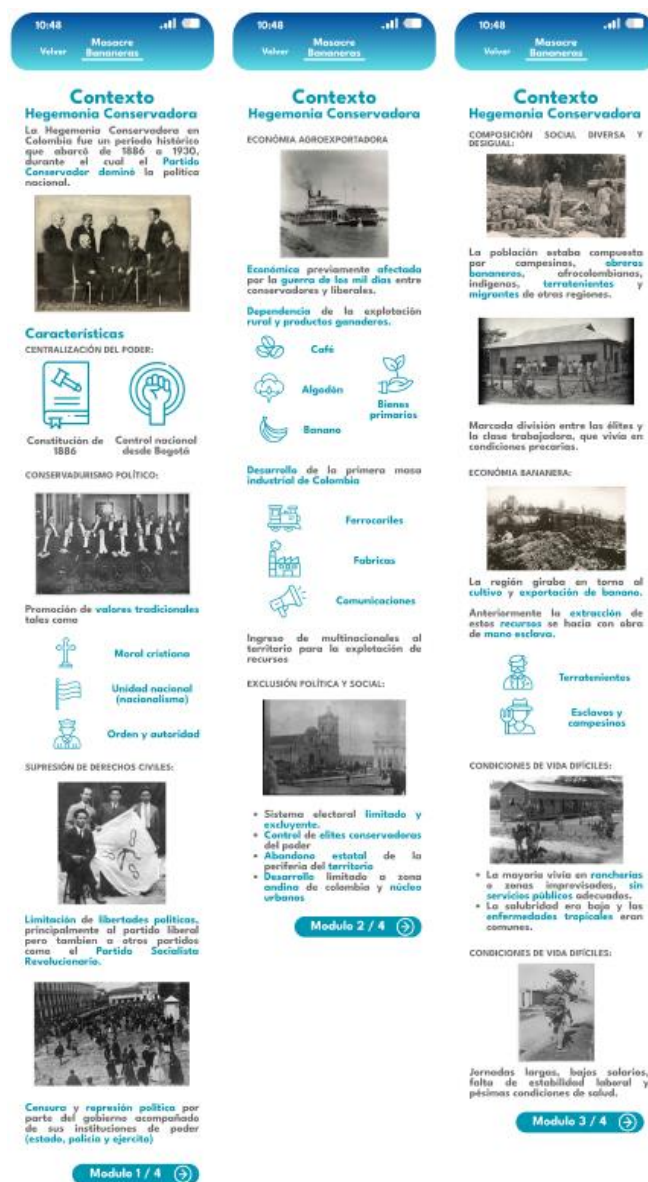 10:48
Volver
Masacre
Bananeras
Contexto
Hegemonía Conservadora
La Hegemonía Conservadora en
Colombia fue un periodo histórico
que abarcó de 1886 a 1930,
durante el cual el Partido
Conservador dominó la política
nacional.
Características
CENTRALIZACIÓN DEL PODER:
Constitución de
1886
Control nacional
desde Bogotá
CONSERVADURISMO POLÍTICO:
Promoción de valores tradicionales
tales como
Moral cristiana
Unidad nacional
(nacionalismo)
Orden y autoridad
SUPRESIÓN DE DERECHOS CIVILES:
Limitación de libertades políticas,
principalmente al partido liberal
pero tambien a otros partidos
como el Partido Socialista
Revolucionario.
Censura y represión política por
parte del gobierno acompañado
de sus instituciones de poder
(estado, policia y ejercito)
Modulo 1 / 4
10:48
Volver
Masacre
Bananeras
Contexto
Hegemonía Conservadora
ECONÓMIA AGROEXPORTADORA
Económica previamente afectada
por la guerra de los mil días entre
conservadores y liberales.
Dependencia de la explotación
rural y productos ganaderos.
Café
Algodón
Banano
Bienes
primarios
Desarrollo de la primera masa
industrial de Colombia
Ferrocariles
Fabricas
Comunicaciones
Ingreso de multinacionales al
territorio para la explotación de
recursos
EXCLUSIÓN POLÍTICA Y SOCIAL:
• Sistema electoral limitado y
excluyente.
• Control de elites conservadoras
del poder
• Abandono estatal de la
periferia del territorio
• Desarrollo limitado a zona
andina de colombia y núcleo
urbanos
Modulo 2 / 4
10:48
Volver
Masacre
Bananeras
Contexto
Hegemonía Conservadora
COMPOSICIÓN SOCIAL DIVERSA Y
DESIGUAL:
La población estaba compuesta
por campesinos, obreros
bananeros, afrocolombianos,
indígenas, terratenientes y
migrantes de otras regiones.
Marcada división entre las élites y
la clase trabajadora, que vivía en
condiciones precarias.
ECONÓMIA BANANERA:
La región giraba en torno al
cultivo y exportación de banano.
Anteriormente la extracción de
estos recursos se hacia con obra
de mano esclava.
Terratenientes
Esclavos y
campesinos
CONDICIONES DE VIDA DIFÍCILES:
• La mayoría vivía en rancherías
o zonas improvisadas, sin
servicios públicos adecuados.
• La salubridad era baja y las
enfermedades tropicales eran
comunes.
CONDICIONES DE VIDA DIFÍCILES:
Jornadas largas, bajos salarios,
falta de estabilidad laboral y
pésimas condiciones de salud.
Modulo 3 / 4